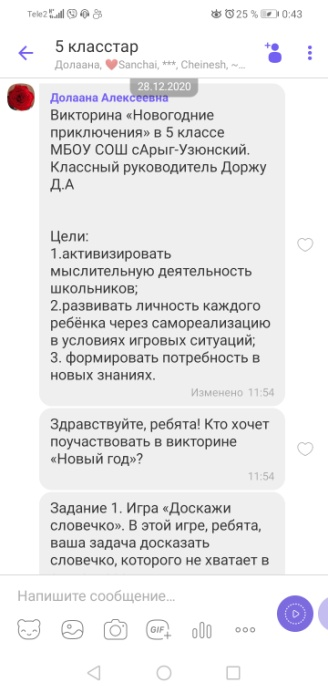 Tele2 25 % 0:43
5 класстар
Долаана, ❤Sanchai, ***, Cheinesh, ~...
28.12.2020
Долаана Алексеевна
Викторина «Новогодние
приключения» в 5 классе
МБОУ СОШ сАрыг-Узюнский.
Классный руководитель Доржу
Д.А
Цели:
1.активизировать
мыслительную деятельность
школьников;
2.развивать личность каждого
ребёнка через самореализацию
в условиях игровых ситуаций;
3. формировать потребность в
новых знаниях.
Изменено 11:54
Здравствуйте, ребята! Кто хочет
поучаствовать в викторине
«Новый год»?
11:54
Задание 1. Игра «Доскажи
словечко». В этой игре, ребята,
ваша задача досказать
словечко, которого не хватает в
Напишите сообщение...
GIF